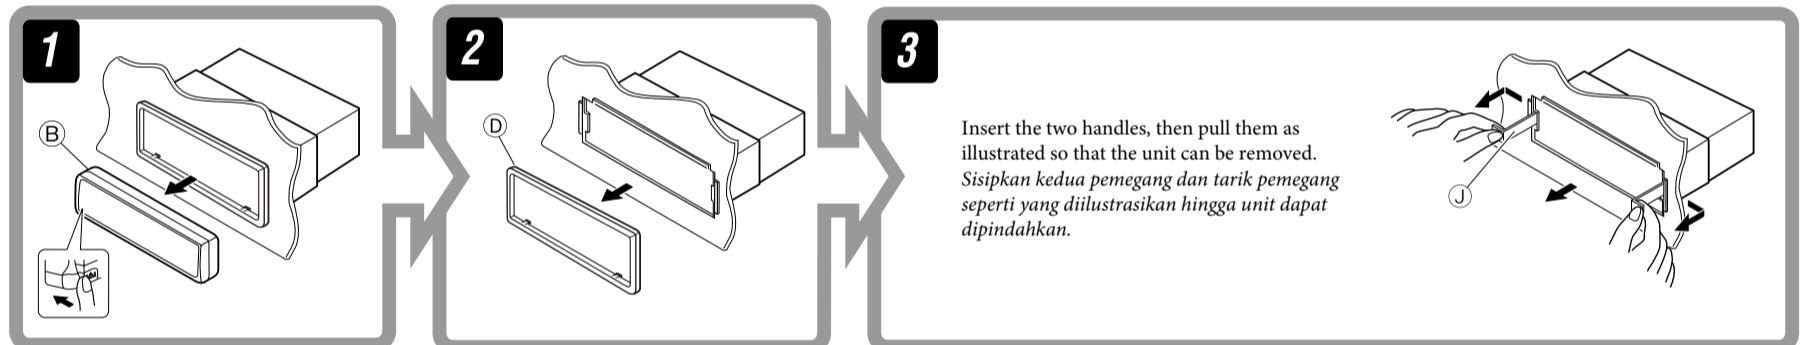 1
B
2
D
3
Insert the two handles, then pull them as
illustrated so that the unit can be removed.
Sisipkan kedua pemegang dan tarik pemegang
seperti yang diilustrasikan hingga unit dapat
dipindahkan.
J